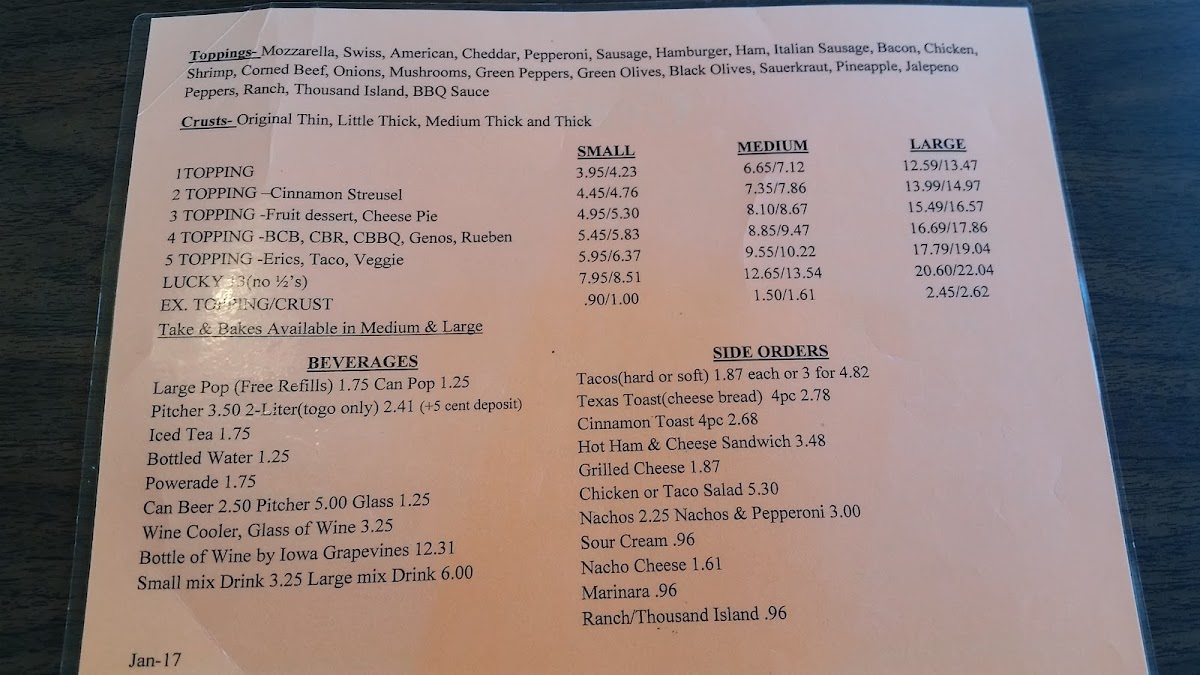 Toppings- Mozzarella, Swiss, American, Cheddar, Pepperoni, Sausage, Hamburger, Ham, Italian Sausage, Bacon, Chicken,
Shrimp, Corned Beef, Onions, Mushrooms, Green Peppers, Green Olives, Black Olives, Sauerkraut, Pineapple, Jalepeno
Peppers, Ranch, Thousand Island, BBQ Sauce
Crusts- Original Thin, Little Thick, Medium Thick and Thick
SMALL MEDIUM LARGE
1TOPPING 3.95/4.23 6.65/7.12 12.59/13.47
2 TOPPING –Cinnamon Streusel 4.45/4.76 7.35/7.86 13.99/14.97
3 TOPPING -Fruit dessert, Cheese Pie 4.95/5.30 8.10/8.67 15.49/16.57
4 TOPPING -BCB, CBR, CBBQ, Genos, Rueben 5.45/5.83 8.85/9.47 16.69/17.86
5 TOPPING -Erics, Taco, Veggie 5.95/6.37 9.55/10.22 17.79/19.04
LUCKY 13(no ½’s) 7.95/8.51 12.65/13.54 20.60/22.04
EX. TOPPING/CRUST .90/1.00 1.50/1.61 2.45/2.62
Take & Bakes Available in Medium & Large
BEVERAGES
Large Pop (Free Refills) 1.75 Can Pop 1.25
Pitcher 3.50 2-Liter(togo only) 2.41 (+5 cent deposit)
Iced Tea 1.75
Bottled Water 1.25
Powerade 1.75
Can Beer 2.50 Pitcher 5.00 Glass 1.25
Wine Cooler, Glass of Wine 3.25
Bottle of Wine by Iowa Grapevines 12.31
Small mix Drink 3.25 Large mix Drink 6.00
SIDE ORDERS
Tacos(hard or soft) 1.87 each or 3 for 4.82
Texas Toast(cheese bread) 4pc 2.78
Cinnamon Toast 4pc 2.68
Hot Ham & Cheese Sandwich 3.48
Grilled Cheese 1.87
Chicken or Taco Salad 5.30
Nachos 2.25 Nachos & Pepperoni 3.00
Sour Cream .96
Nacho Cheese 1.61
Marinara .96
Ranch/Thousand Island .96
Jan-17